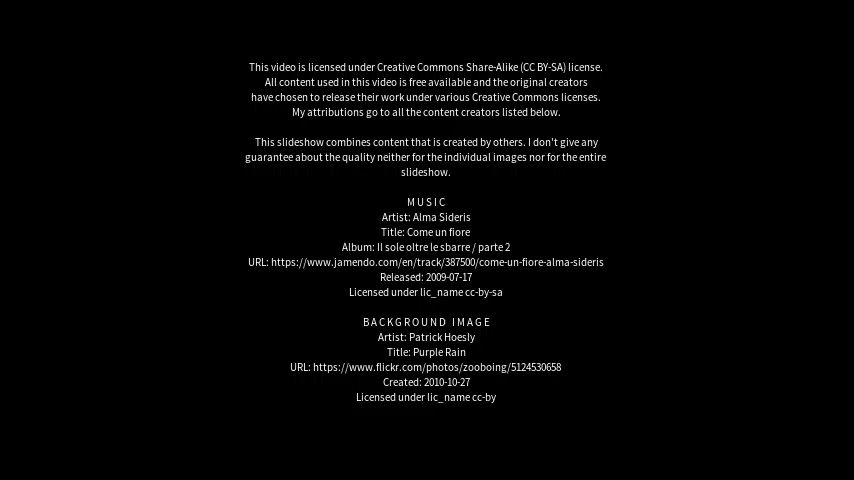 This video is licensed under Creative Commons Share-Alike (CC BY-SA) license.
All content used in this video is free available and the original creators
have chosen to release their work under various Creative Commons licenses.
My attributions go to all the content creators listed below.
This slideshow combines content that is created by others. I don't give any
guarantee about the quality neither for the individual images nor for the entire
slideshow.
MUSIC
Artist: Alma Sideris
Title: Come un fiore
Album: Il sole oltre le sbarre / parte 2
URL: https://www.jamendo.com/en/track/387500/come-un-fiore-alma-sideris
Released: 2009-07-17
Licensed under lic_name cc-by-sa
BACKGROUND IMAGE
Artist: Patrick Hoesly
Title: Purple Rain
URL: https://www.flickr.com/photos/zooboing/5124530658
Created: 2010-10-27
Licensed under lic_name cc-by